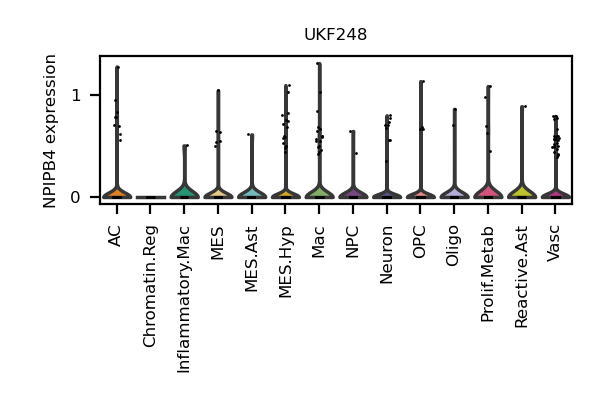 UKF248
NPIPB4 expression
1
0
AC
Chromatin.Reg
Inflammatory.Mac
MES
MES.Ast
MES.Hyp
Mac
NPC
Neuron
OPC
Oligo
Prolif.Metab
Reactive.Ast
Vasc